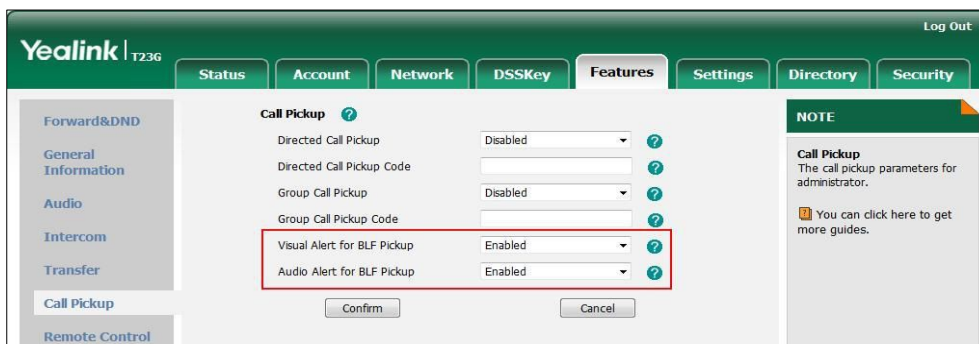 Log Out
Yealink T23G
Status Account Network DSSKey Features Settings Directory Security
Forward&DND
General
Information
Audio
Intercom
Transfer
Call Pickup
Remote Control
Call Pickup ?
Directed Call Pickup Disabled ?
Directed Call Pickup Code ?
Group Call Pickup Disabled ?
Group Call Pickup Code ?
Visual Alert for BLF Pickup Enabled ?
Audio Alert for BLF Pickup Enabled ?
Confirm Cancel
NOTE
Call Pickup
The call pickup parameters for
administrator.
? You can click here to get
more guides.